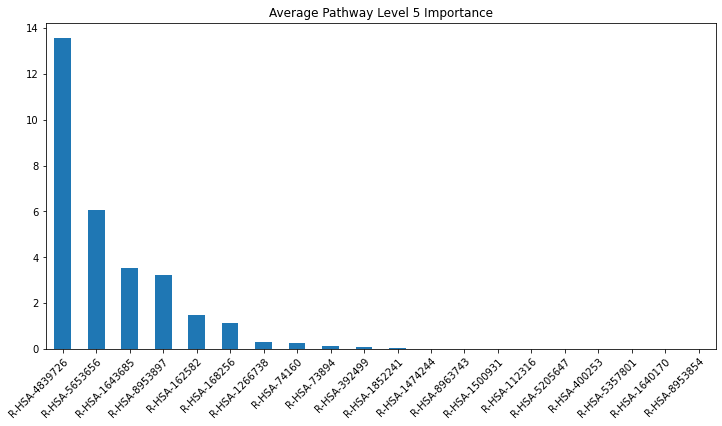 Average Pathway Level 5 Importance
14
12
10
8
6
4
2
0
R-HSA-4839726
R-HSA-5653656
R-HSA-1643685
R-HSA-8953897
R-HSA-162582
R-HSA-168256
R-HSA-1266738
R-HSA-74160
R-HSA-73894
R-HSA-392499
R-HSA-1852241
R-HSA-1474244
R-HSA-8963743
R-HSA-1500931
R-HSA-112316
R-HSA-5205647
R-HSA-400253
R-HSA-5357801
R-HSA-1640170
R-HSA-8953854